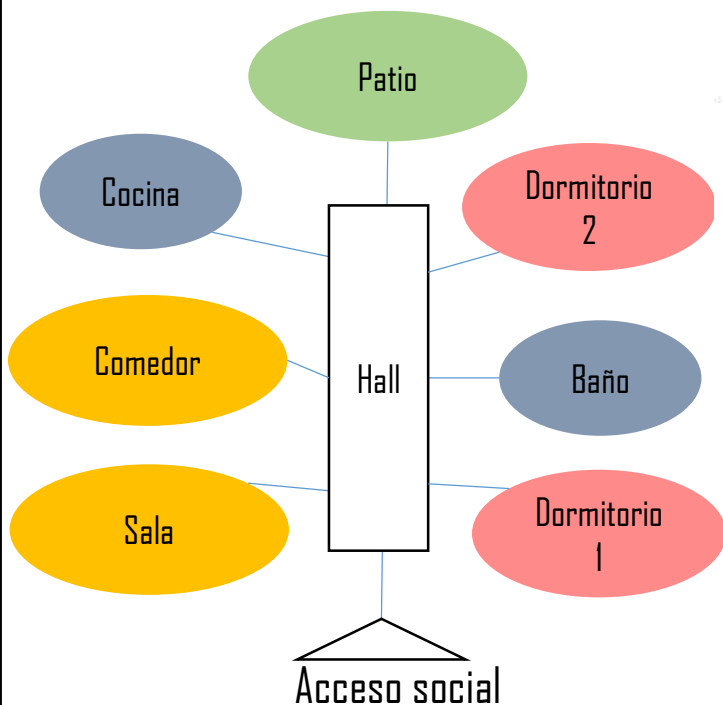 Patio
Cocina
Dormitorio
2
Comedor
Hall
Baño
Sala
Dormitorio
1
Acceso social